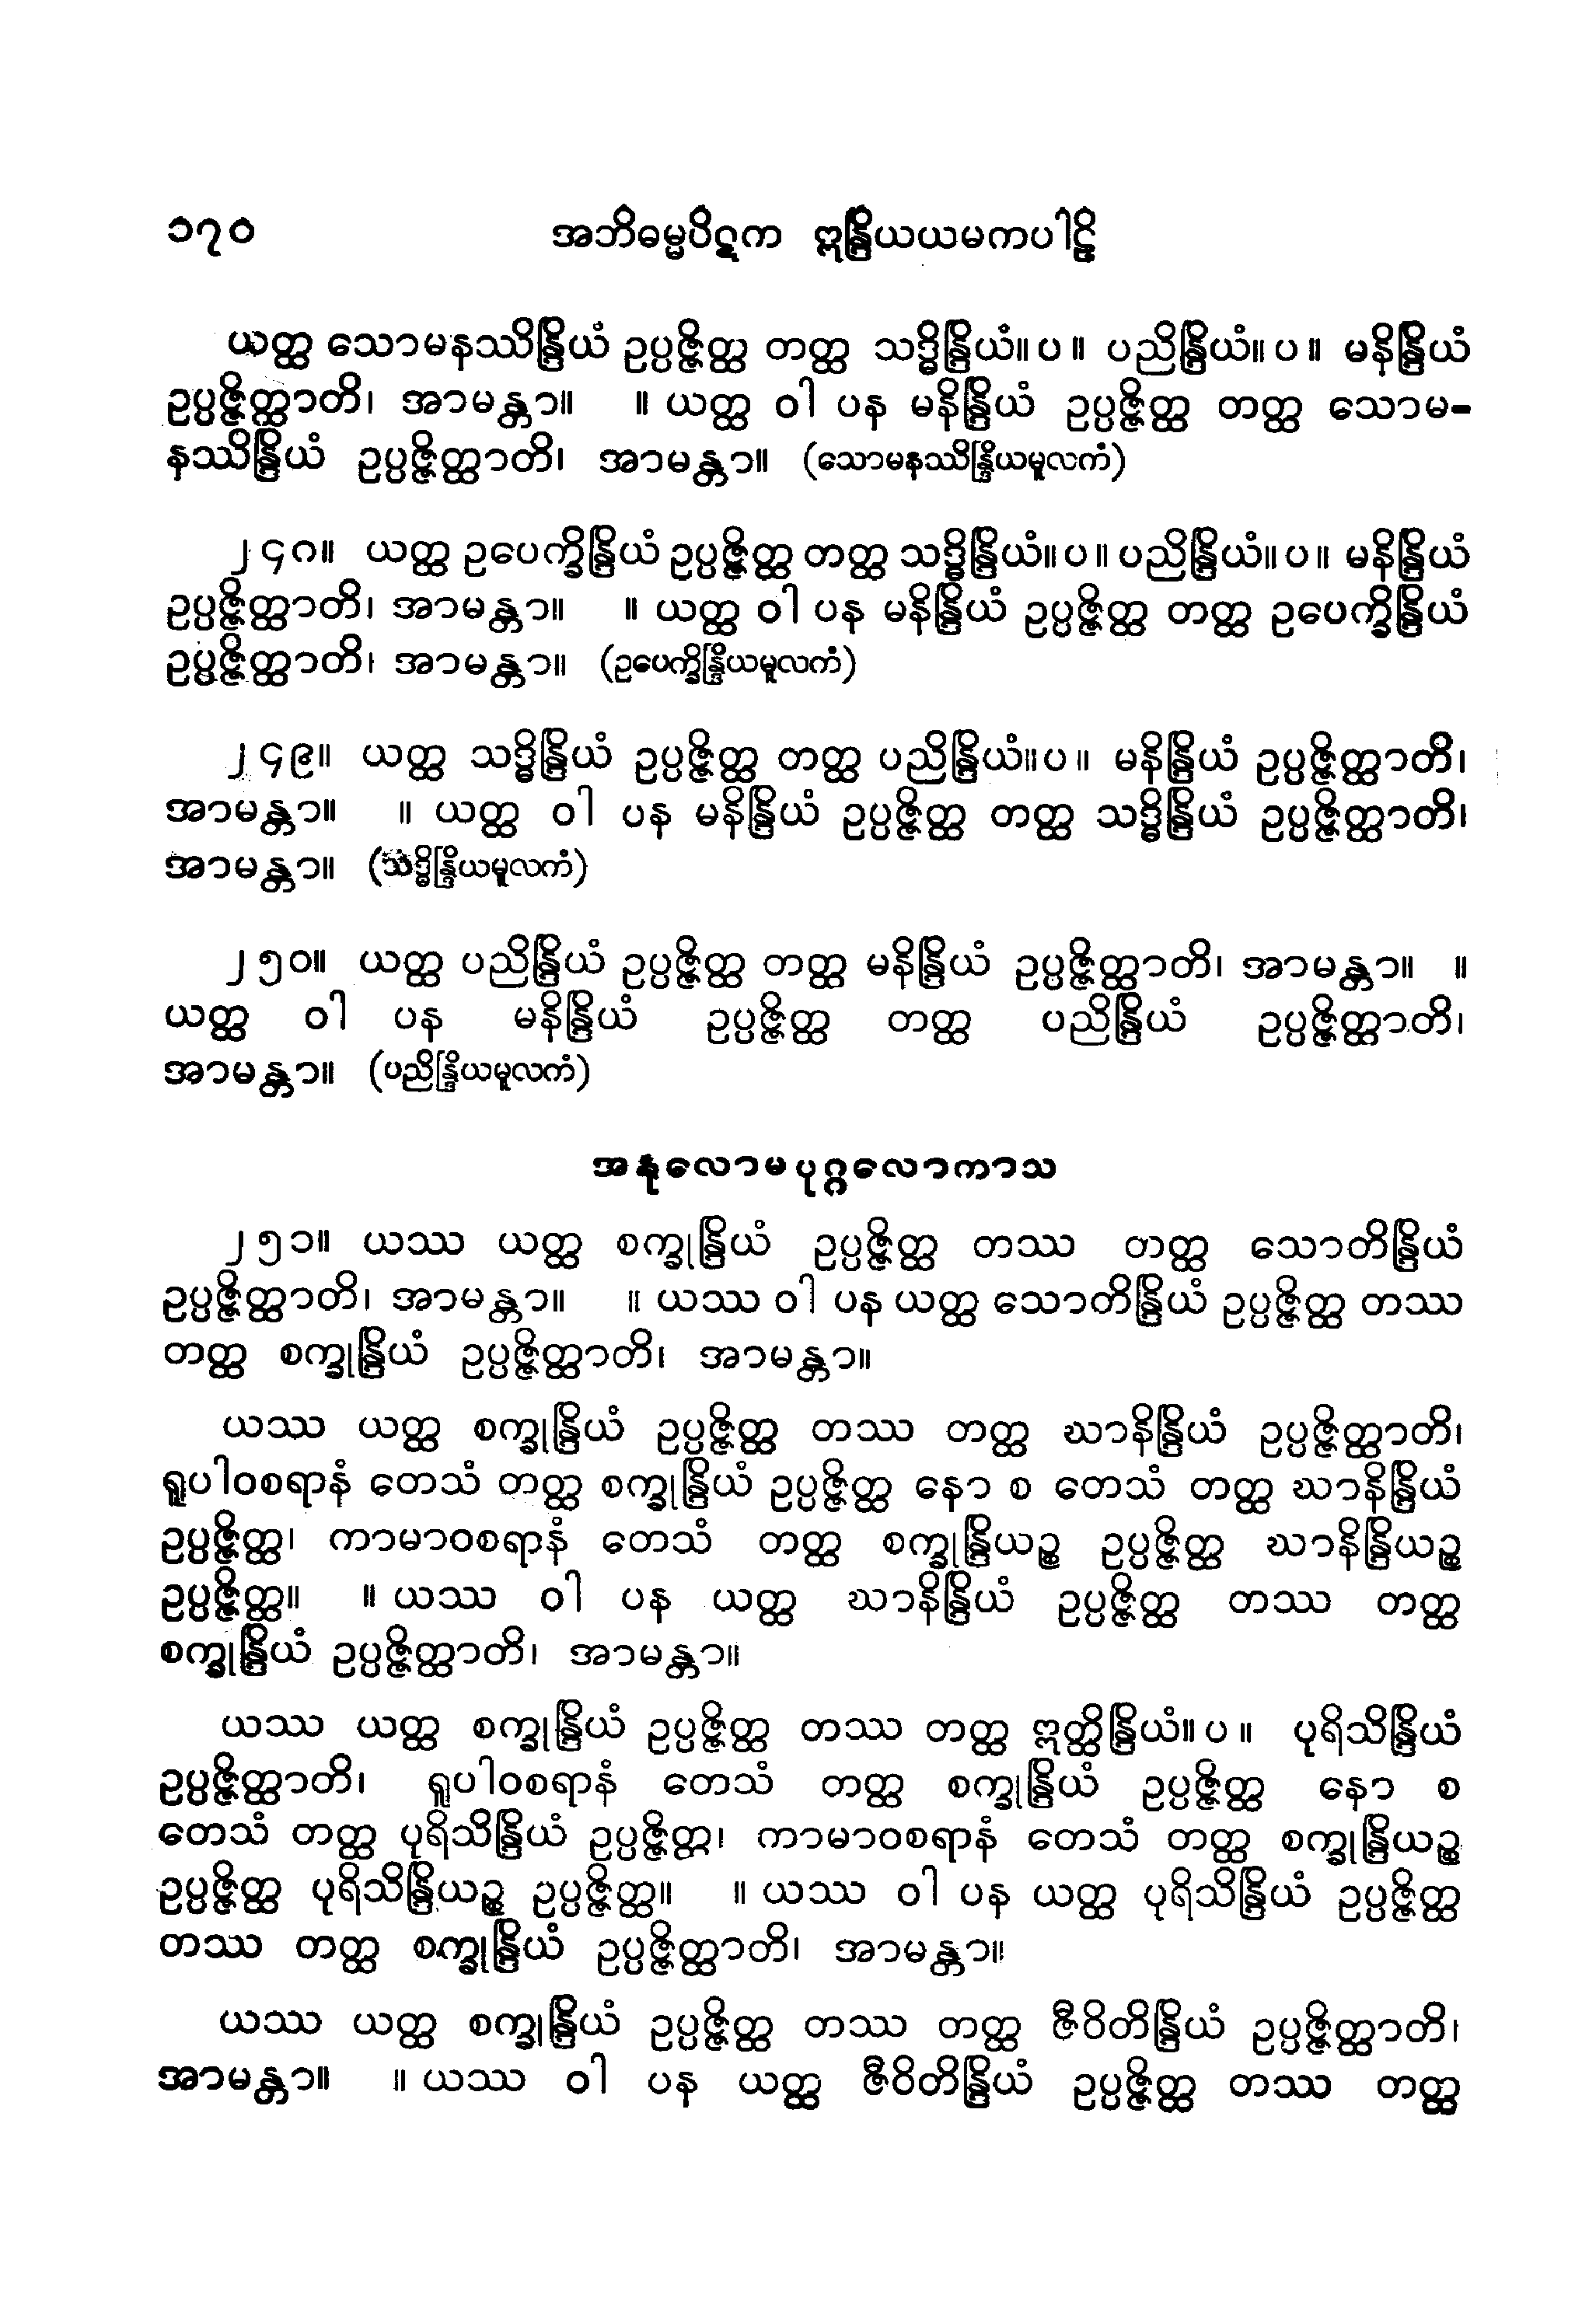 ၁၇၀ အဘိဓမ္မပိဋက ဣန္ဒြိယယမကပါဠိ
ယတ္ထ သောမနဿိန္ဒြိယံ ဥပ္ပဇ္ဇိတ္ထ တတ္ထ သဒ္ဓိန္ဒြိယံ။ပ။ ပညိန္ဒြိယံ။ပ။ မနိန္ဒြိယံ
ဥပ္ပဇ္ဇိတ္ထာတိ၊ အာမန္တာ။ ။ ယတ္ထ ဝါ ပန မနိန္ဒြိယံ ဥပ္ပဇ္ဇိတ္ထ တတ္ထ သောမ-
နဿိန္ဒြိယံ ဥပ္ပဇ္ဇိတ္ထာတိ၊ အာမန္တာ။ (သောမနဿိန္ဒြိယမူလကံ)
၂၄၈။ ယတ္ထ ဥပေက္ခိန္ဒြိယံ ဥပ္ပဇ္ဇိတ္ထ တတ္ထ သဒ္ဓိန္ဒြိယံ။ပ။ ပညိန္ဒြိယံ။ပ။ မနိန္ဒြိယံ
ဥပ္ပဇ္ဇိတ္ထာတိ၊ အာမန္တာ။ ။ ယတ္ထ ဝါ ပန မနိန္ဒြိယံ ဥပ္ပဇ္ဇိတ္ထ တတ္ထ ဥပေက္ခိန္ဒြိယံ
ဥပ္ပဇ္ဇိတ္ထာတိ၊ အာမန္တာ။ (ဥပေက္ခိန္ဒြိယမူလကံ)
၂၄၉။ ယတ္ထ သဒ္ဓိန္ဒြိယံ ဥပ္ပဇ္ဇိတ္ထ တတ္ထ ပညိန္ဒြိယံ။ပ။ မနိန္ဒြိယံ ဥပ္ပဇ္ဇိတ္ထာတိ၊
အာမန္တာ။ ။ ယတ္ထ ဝါ ပန မနိန္ဒြိယံ ဥပ္ပဇ္ဇိတ္ထ တတ္ထ သဒ္ဓိန္ဒြိယံ ဥပ္ပဇ္ဇိတ္ထာတိ၊
အာမန္တာ။ (သဒ္ဓိန္ဒြိယမူလကံ)
၂၅၀။ ယတ္ထ ပညိန္ဒြိယံ ဥပ္ပဇ္ဇိတ္ထ တတ္ထ မနိန္ဒြိယံ ဥပ္ပဇ္ဇိတ္ထာတိ၊ အာမန္တာ။ ။
ယတ္ထ ဝါ ပန မနိန္ဒြိယံ ဥပ္ပဇ္ဇိတ္ထ တတ္ထ ပညိန္ဒြိယံ ဥပ္ပဇ္ဇိတ္ထာတိ၊
အာမန္တာ။ (ပညိန္ဒြိယမူလကံ)
အနုလောမပုဂ္ဂလောကာသ
၂၅၁။ ယဿ ယတ္ထ စက္ခုန္ဒြိယံ ဥပ္ပဇ္ဇိတ္ထ တဿ တတ္ထ သောတိန္ဒြိယံ
ဥပ္ပဇ္ဇိတ္ထာတိ၊ အာမန္တာ။ ။ ယဿ ဝါ ပန ယတ္ထ သောတိန္ဒြိယံ ဥပ္ပဇ္ဇိတ္ထ တဿ
တတ္ထ စက္ခုန္ဒြိယံ ဥပ္ပဇ္ဇိတ္ထာတိ၊ အာမန္တာ။
ယဿ ယတ္ထ စက္ခုန္ဒြိယံ ဥပ္ပဇ္ဇိတ္ထ တဿ တတ္ထ ဃာနိန္ဒြိယံ ဥပ္ပဇ္ဇိတ္ထာတိ၊
ရူပါဝစရာနံ တေသံ တတ္ထ စက္ခုန္ဒြိယံ ဥပ္ပဇ္ဇိတ္ထ နော စ တေသံ တတ္ထ ဃာနိန္ဒြိယံ
ဥပ္ပဇ္ဇိတ္ထ၊ ကာမာဝစရာနံ တေသံ တတ္ထ စက္ခုန္ဒြိယဉ္စ ဥပ္ပဇ္ဇိတ္ထ ဃာနိန္ဒြိယဉ္စ
ဥပ္ပဇ္ဇိတ္ထ။ ။ ယဿ ဝါ ပန ယတ္ထ ဃာနိန္ဒြိယံ ဥပ္ပဇ္ဇိတ္ထ တဿ တတ္ထ
စက္ခုန္ဒြိယံ ဥပ္ပဇ္ဇိတ္ထာတိ၊ အာမန္တာ။
ယဿ ယတ္ထ စက္ခုန္ဒြိယံ ဥပ္ပဇ္ဇိတ္ထ တဿ တတ္ထ ဣတ္ထိန္ဒြိယံ။ပ။ ပုရိသိန္ဒြိယံ
ဥပ္ပဇ္ဇိတ္ထာတိ၊ ရူပါဝစရာနံ တေသံ တတ္ထ စက္ခုန္ဒြိယံ ဥပ္ပဇ္ဇိတ္ထ နော စ
တေသံ တတ္ထ ပုရိသိန္ဒြိယံ ဥပ္ပဇ္ဇိတ္ထ၊ ကာမာဝစရာနံ တေသံ တတ္ထ စက္ခုန္ဒြိယဉ္စ
ဥပ္ပဇ္ဇိတ္ထ ပုရိသိန္ဒြိယဉ္စ ဥပ္ပဇ္ဇိတ္ထ။ ။ ယဿ ဝါ ပန ယတ္ထ ပုရိသိန္ဒြိယံ ဥပ္ပဇ္ဇိတ္ထ
တဿ တတ္ထ စက္ခုန္ဒြိယံ ဥပ္ပဇ္ဇိတ္ထာတိ၊ အာမန္တာ။
ယဿ ယတ္ထ စက္ခုန္ဒြိယံ ဥပ္ပဇ္ဇိတ္ထ တဿ တတ္ထ ဇီဝိတိန္ဒြိယံ ဥပ္ပဇ္ဇိတ္ထာတိ၊
အာမန္တာ။ ။ ယဿ ဝါ ပန ယတ္ထ ဇီဝိတိန္ဒြိယံ ဥပ္ပဇ္ဇိတ္ထ တဿ တတ္ထ